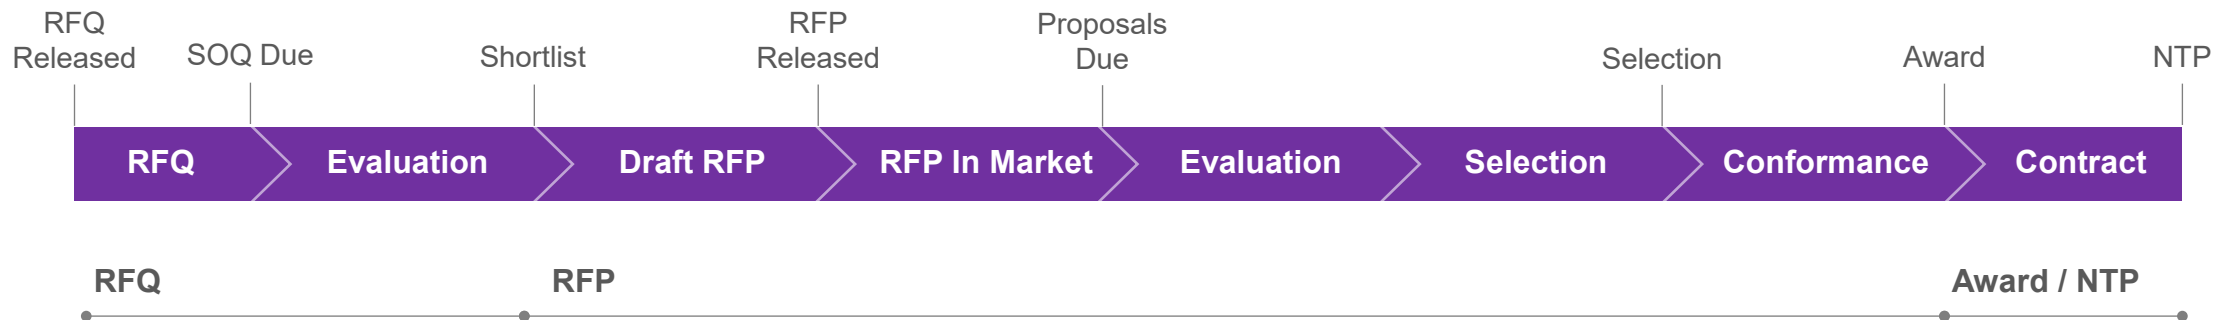 RFQ
Released
SOQ Due
Shortlist
RFP
Released
Proposals
Due
Selection
Award
NTP
RFQ
Evaluation
Draft RFP
RFP In Market
Evaluation
Selection
Conformance
Contract
RFQ
RFP
Award / NTP